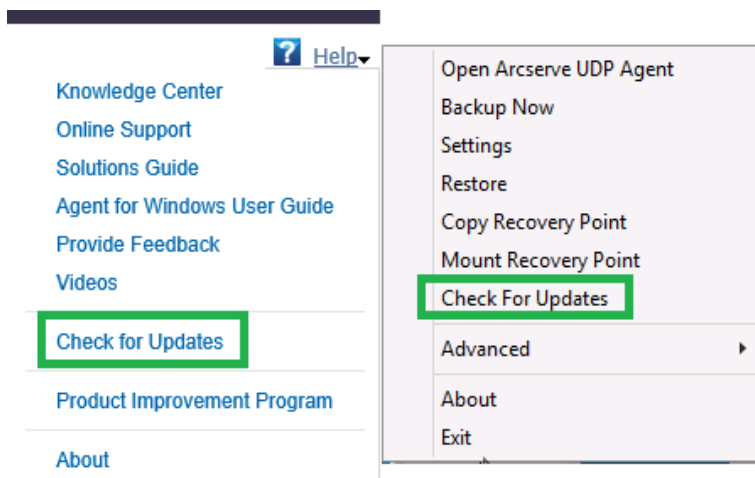 ? Help
Knowledge Center
Online Support
Solutions Guide
Agent for Windows User Guide
Provide Feedback
Videos
Check for Updates
Product Improvement Program
About
Open Arcserve UDP Agent
Backup Now
Settings
Restore
Copy Recovery Point
Mount Recovery Point
Check For Updates
Advanced
About
Exit